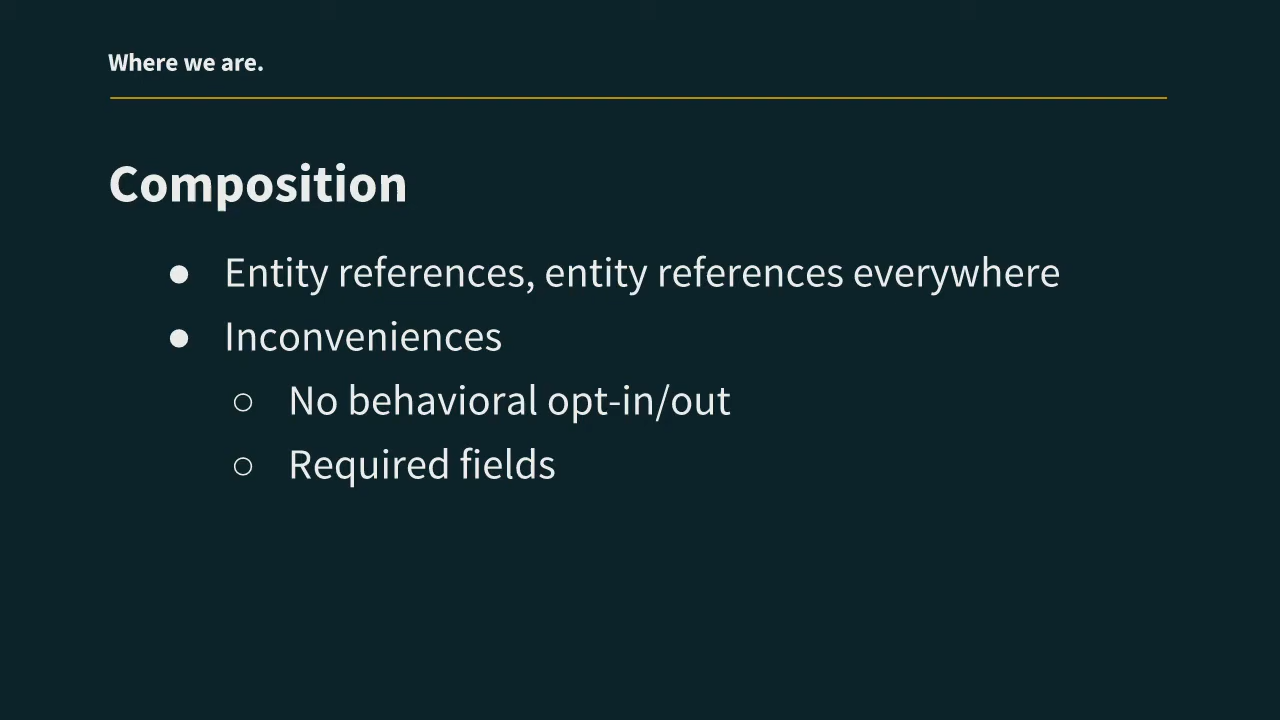 Where we are.
Composition
● Entity references, entity references everywhere
● Inconveniences
○ No behavioral opt-in/out
○ Required fields